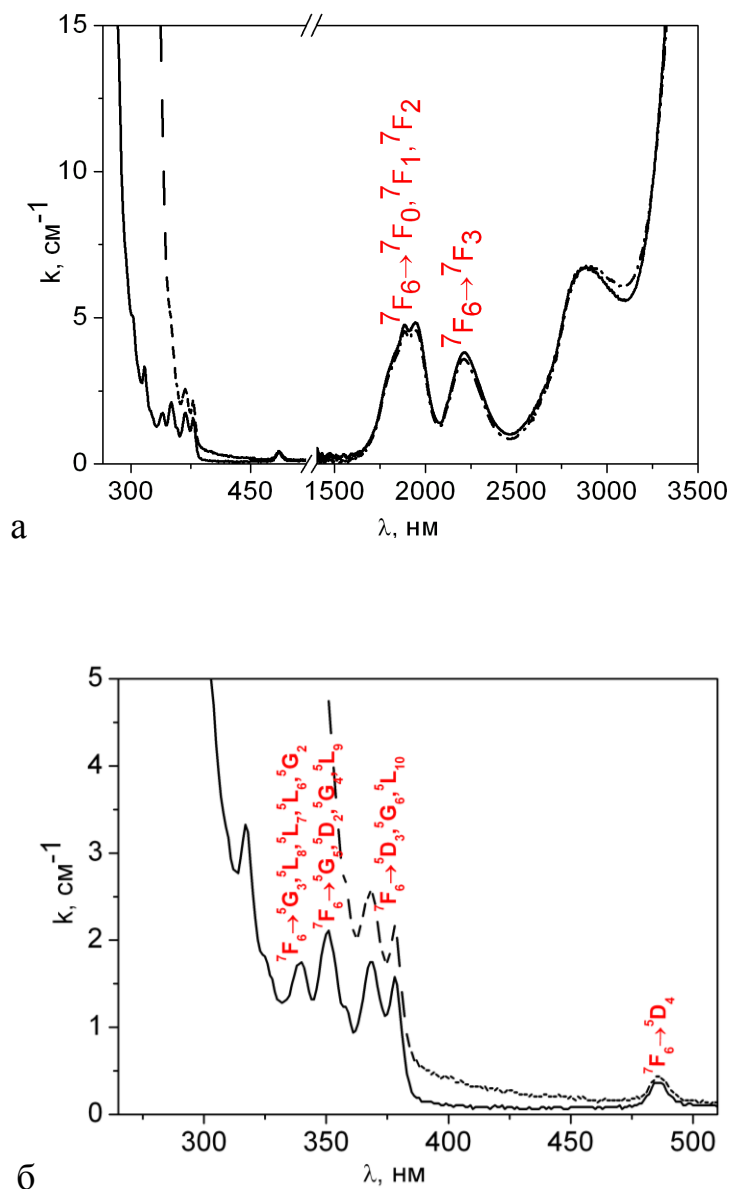 15
10
5
0
k, см⁻¹
⁷F₆→⁷F₀,⁷F₁,⁷F₂
⁷F₆→⁷F₃
300 450 1500 2000 2500 3000 3500
λ, нм
а
5
4
3
2
1
0
k, см⁻¹
⁷F₆→⁵G₃,⁵L₈,⁵L₇,⁵L₆,⁵G₂
⁷F₆→⁵G₅,⁵D₂,⁵G₄,⁵L₉
⁷F₆→⁵D₃,⁵G₆,⁵L₁₀
⁷F₆→⁵D₄
300 350 400 450 500
λ, нм
б